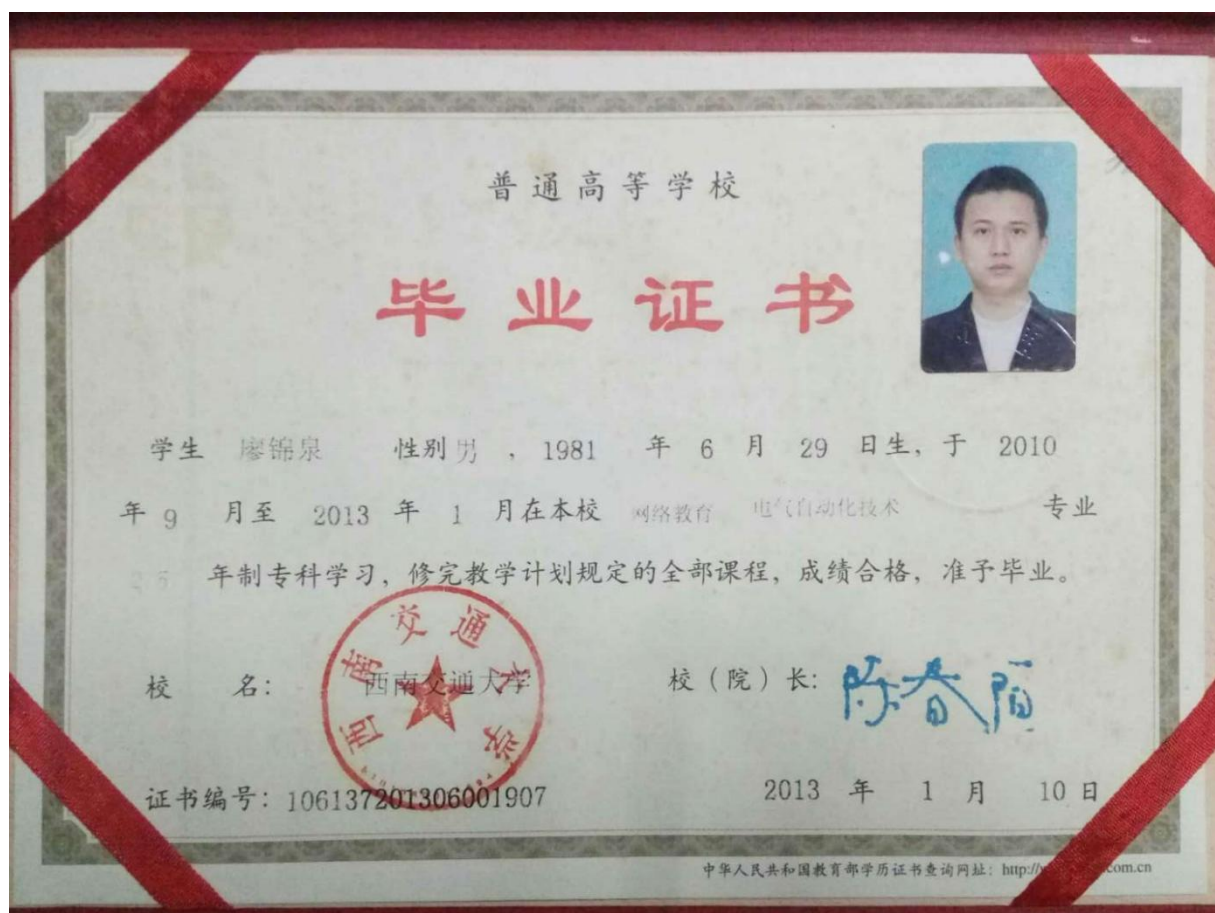 普通高等学校
毕业证书
学生 廖锦泉 性别 男 ， 1981 年 6 月 29 日生，于 2010
年 9 月至 2013 年 1 月在本校 网络教育 电气自动化技术 专业
年制专科学习，修完教学计划规定的全部课程，成绩合格，准予毕业。
西南交通大学
校 名： 西南交通大学 校（院）长：
证书编号：106137201306001907 2013 年 1 月 10 日
中华人民共和国教育部学历证书查询网址：http:// com.cn